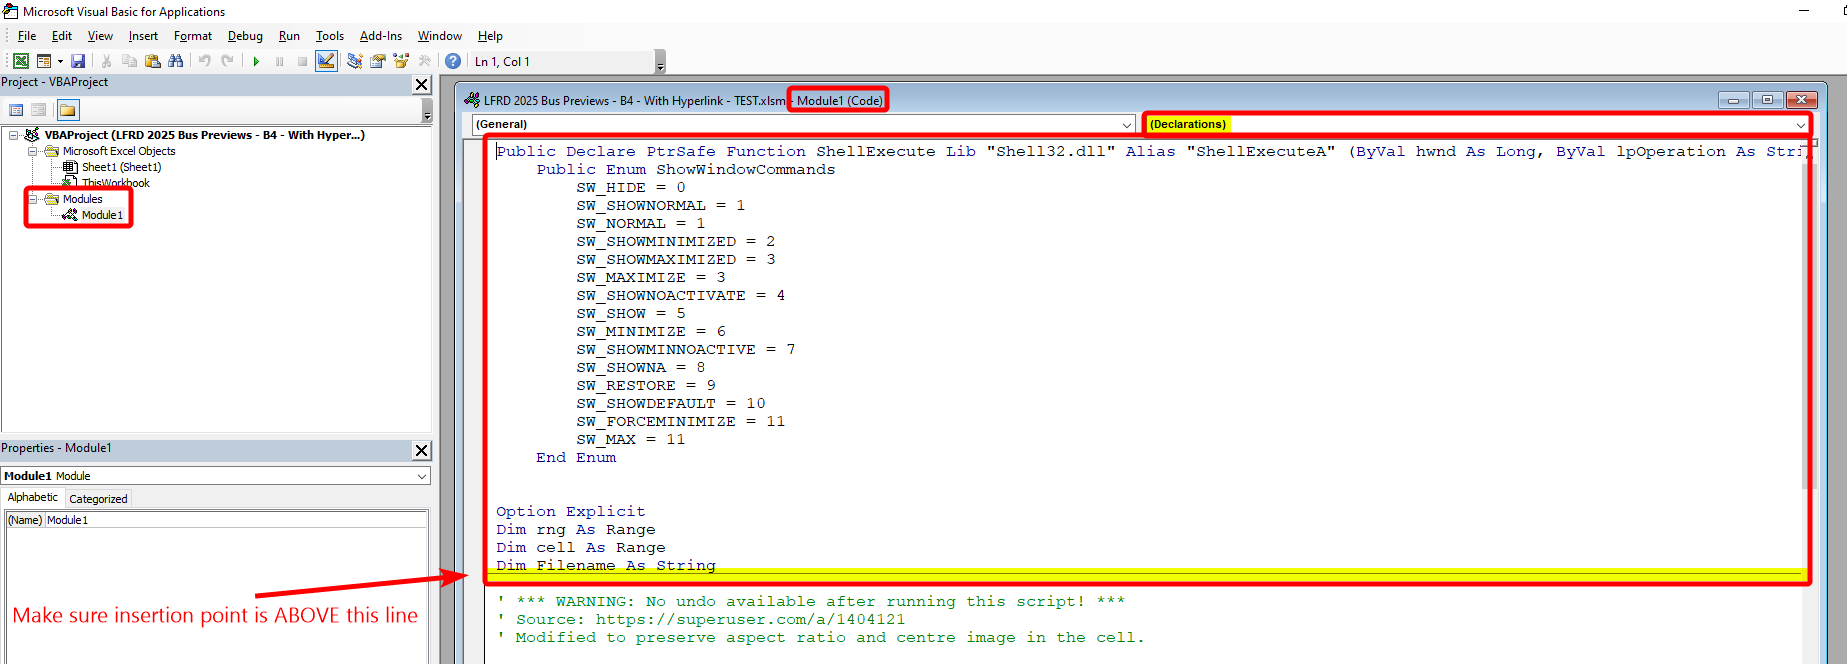 Microsoft Visual Basic for Applications
File Edit View Insert Format Debug Run Tools Add-Ins Window Help
Ln 1, Col 1
Project - VBAProject
VBAProject (LFRD 2025 Bus Previews - B4 - With Hyper...)
Microsoft Excel Objects
Sheet1 (Sheet1)
ThisWorkbook
Modules
Module1
Properties - Module1
Module1 Module
Alphabetic Categorized
(Name) Module1
Make sure insertion point is ABOVE this line
LFRD 2025 Bus Previews - B4 - With Hyperlink - TEST.xlsm - Module1 (Code)
(General) (Declarations)
Public Declare PtrSafe Function ShellExecute Lib "Shell32.dll" Alias "ShellExecuteA" (ByVal hwnd As Long, ByVal lpOperation As Stri
Public Enum ShowWindowCommands
SW_HIDE = 0
SW_SHOWNORMAL = 1
SW_NORMAL = 1
SW_SHOWMINIMIZED = 2
SW_SHOWMAXIMIZED = 3
SW_MAXIMIZE = 3
SW_SHOWNOACTIVATE = 4
SW_SHOW = 5
SW_MINIMIZE = 6
SW_SHOWMINNOACTIVE = 7
SW_SHOWNA = 8
SW_RESTORE = 9
SW_SHOWDEFAULT = 10
SW_FORCEMINIMIZE = 11
SW_MAX = 11
End Enum
Option Explicit
Dim rng As Range
Dim cell As Range
Dim Filename As String
' *** WARNING: No undo available after running this script! ***
' Source: https://superuser.com/a/1404121
' Modified to preserve aspect ratio and centre image in the cell.